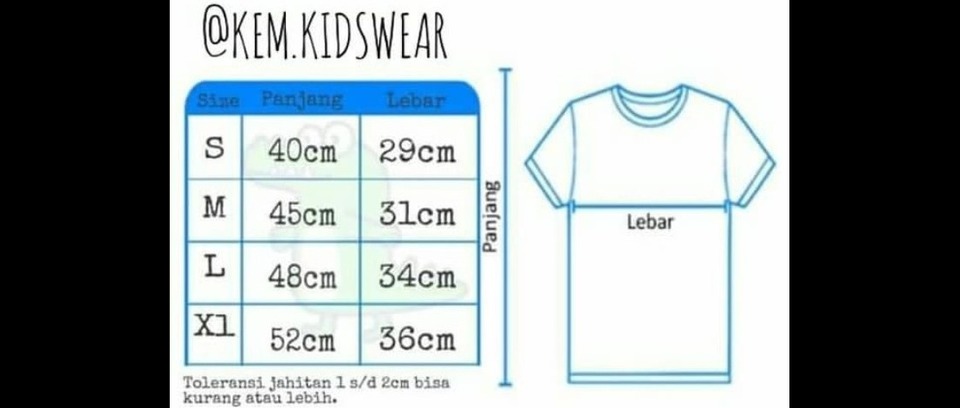 @KEM.KIDSWEAR
Size Panjang Lebar
S 40cm 29cm
M 45cm 31cm
L 48cm 34cm
Xl 52cm 36cm
Toleransi jahitan 1 s/d 2cm bisa
kurang atau lebih.
Panjang
Lebar